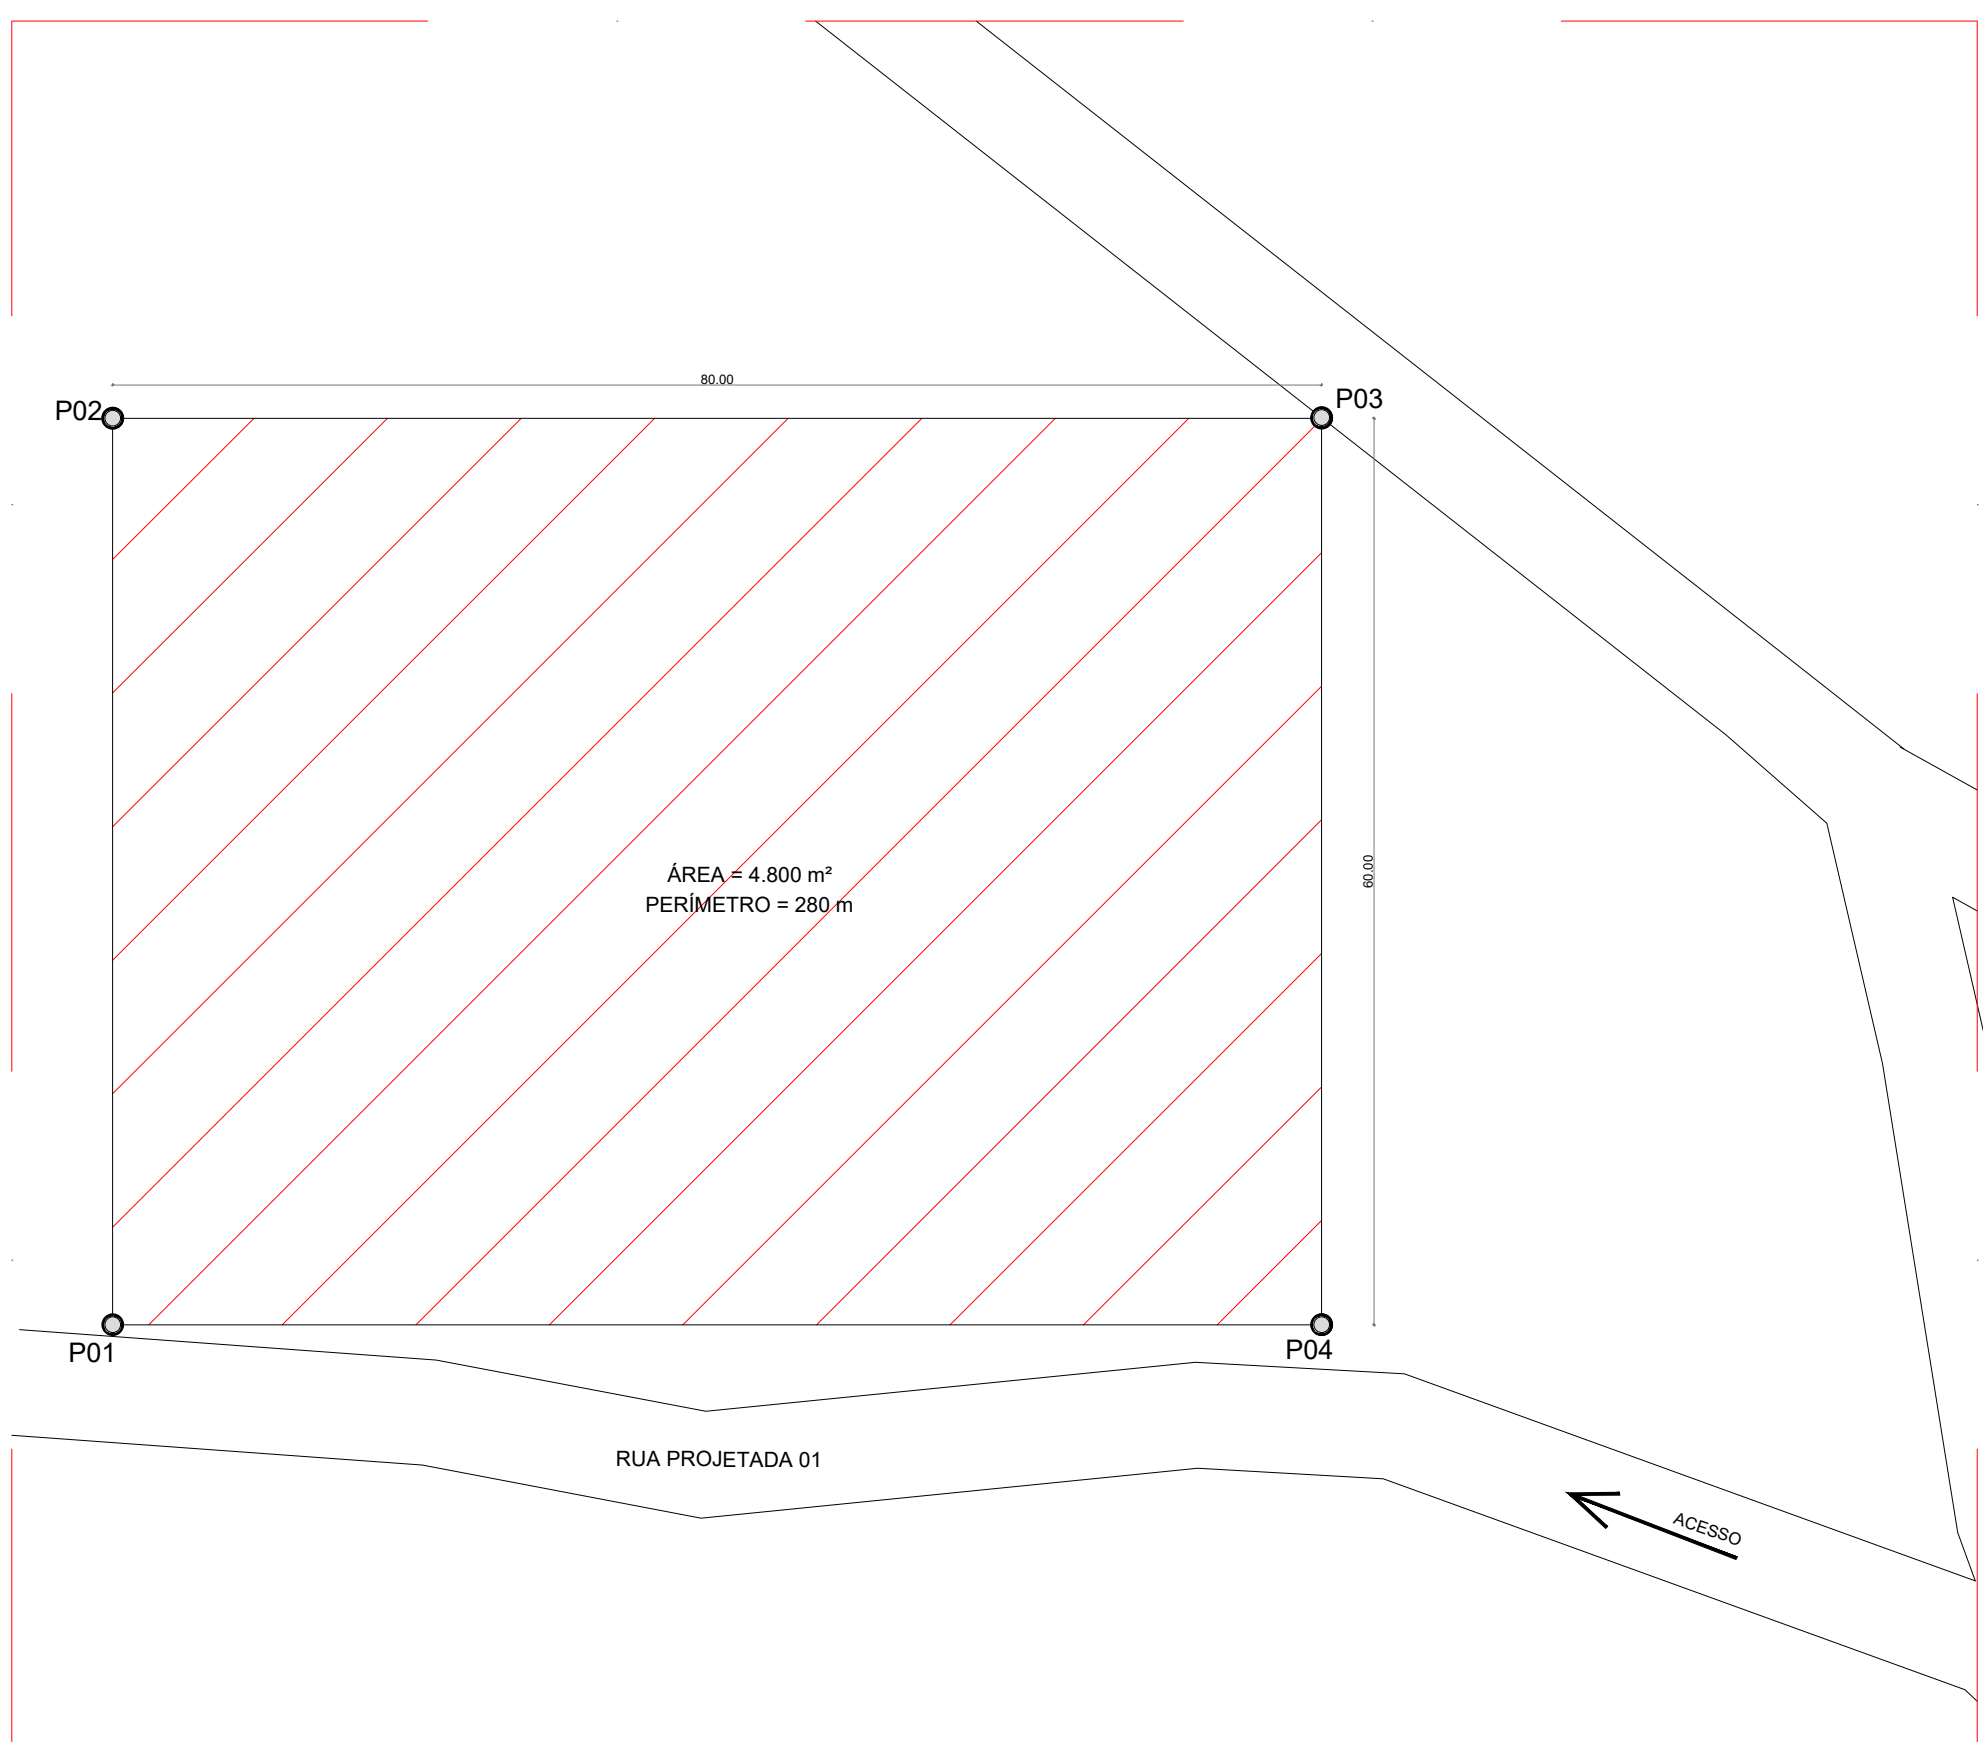 80.00
P02
P03
60.00
ÁREA = 4.800 m²
PERÍMETRO = 280 m
P01
P04
RUA PROJETADA 01
ACESSO